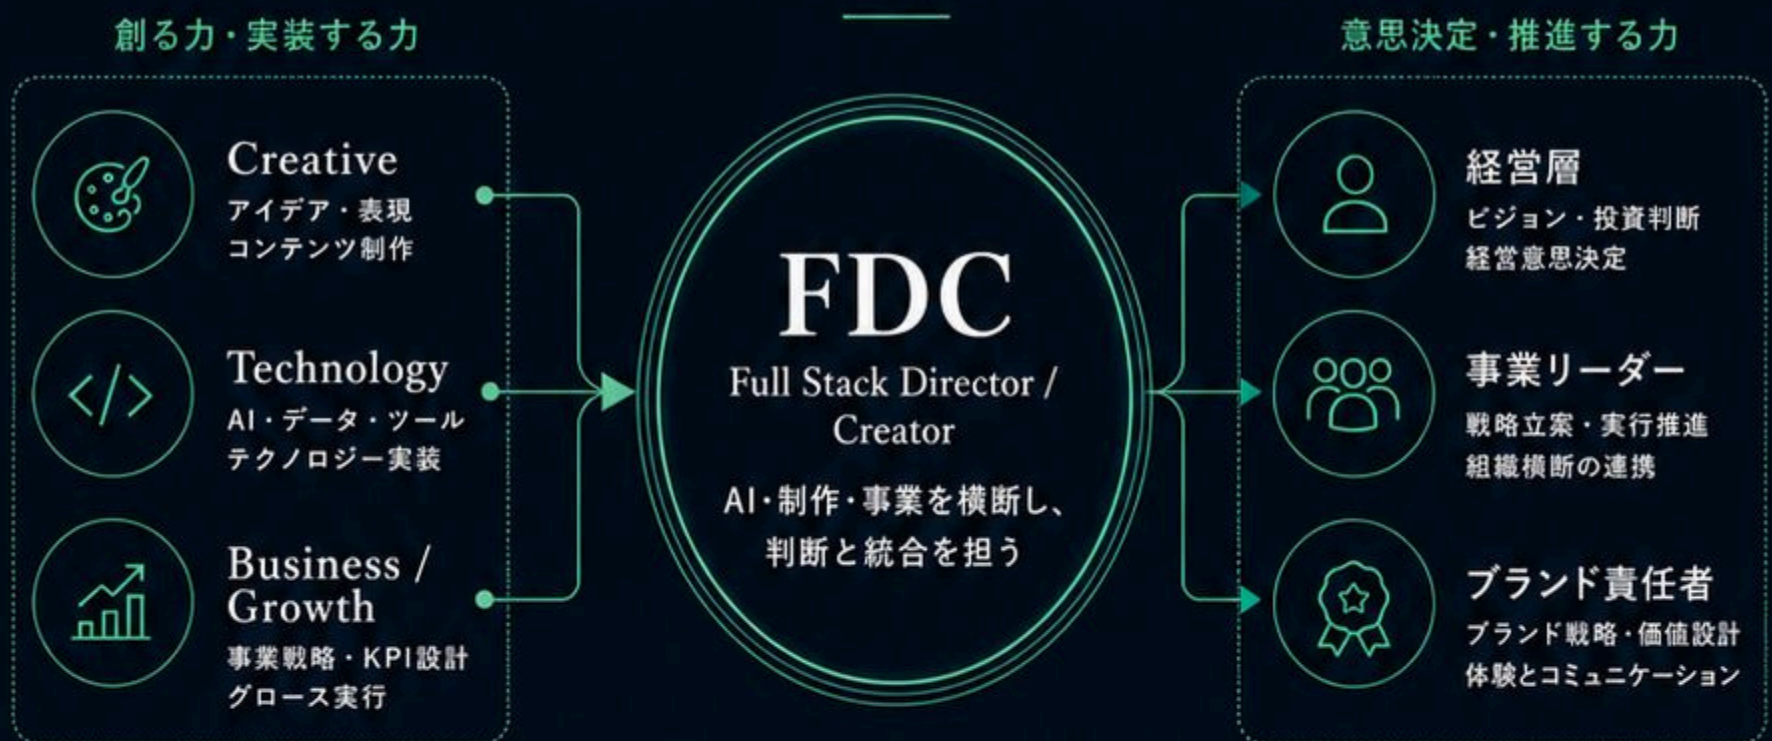 創る力・実装する力
Creative
アイデア・表現
コンテンツ制作
Technology
AI・データ・ツール
テクノロジー実装
Business /
Growth
事業戦略・KPI設計
グロース実行
FDC
Full Stack Director /
Creator
AI・制作・事業を横断し、
判断と統合を担う
意思決定・推進する力
経営層
ビジョン・投資判断
経営意思決定
事業リーダー
戦略立案・実行推進
組織横断の連携
ブランド責任者
ブランド戦略・価値設計
体験とコミュニケーション